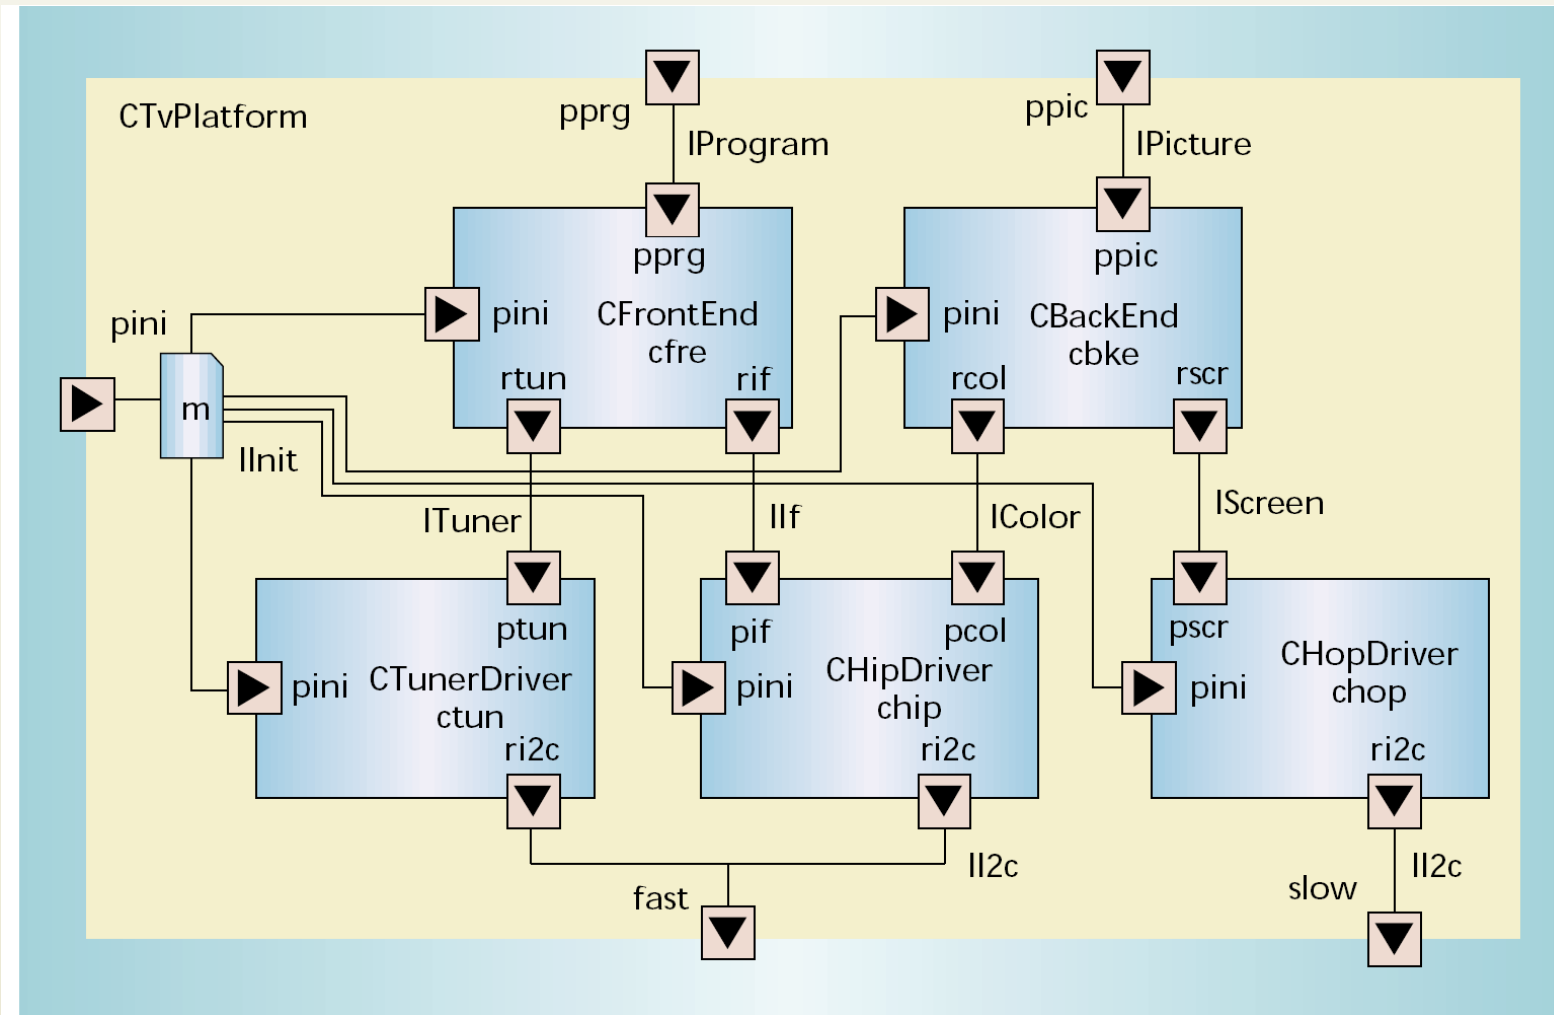 CTvPlatform
pprg
IProgram
ppic
IPicture
pprg
ppic
pini
pini
CFrontEnd
cfre
pini
CBackEnd
cbke
rtun
rif
rcol
rscr
m
IInit
ITuner
IIf
IColor
IScreen
ptun
pif
pcol
pscr
pini
CTunerDriver
ctun
pini
CHipDriver
chip
pini
CHopDriver
chop
ri2c
ri2c
ri2c
fast
II2c
slow
II2c